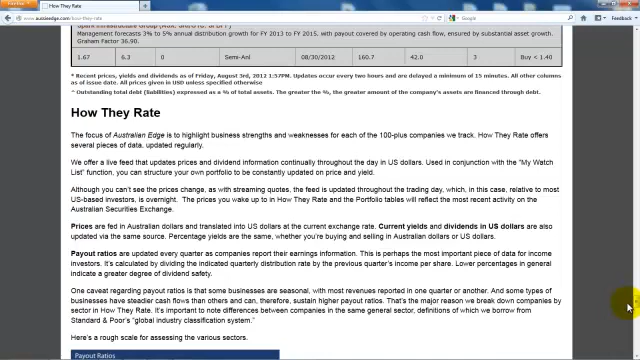 Firefox
How They Rate
www.aussieedge.com/how-they-rate
Management forecasts 3% to 5% annual distribution growth for FY 2013 to FY 2015, with payout covered by operating cash flow, ensured by substantial asset growth.
Graham Factor 36.90.
1.67 6.3 0 Semi-Anl 08/30/2012 160.7 42.0 3 Buy < 1.40
* Recent prices, yields and dividends as of Friday, August 3rd, 2012 1:57PM. Updates occur every two hours and are delayed a minimum of 15 minutes. All other columns
as of issue date. All prices given in USD unless specified otherwise
^ Outstanding total debt (liabilities) expressed as a % of total assets. The greater the %, the greater amount of the company's assets are financed through debt.
How They Rate
The focus of Australian Edge is to highlight business strengths and weaknesses for each of the 100-plus companies we track. How They Rate offers
several pieces of data, updated regularly.
We offer a live feed that updates prices and dividend information continually throughout the day in US dollars. Used in conjunction with the "My Watch
List" function, you can structure your own portfolio to be constantly updated on price and yield.
Although you can't see the prices change, as with streaming quotes, the feed is updated throughout the trading day, which, in this case, relative to most
US-based investors, is overnight. The prices you wake up to in How They Rate and the Portfolio tables will reflect the most recent activity on the
Australian Securities Exchange.
Prices are fed in Australian dollars and translated into US dollars at the current exchange rate. Current yields and dividends in US dollars are also
updated via the same source. Percentage yields are the same, whether you're buying and selling in Australian dollars or US dollars.
Payout ratios are updated every quarter as companies report their earnings information. This is perhaps the most important piece of data for income
investors. It's calculated by dividing the indicated quarterly distribution rate by the previous quarter's income per share. Lower percentages in general
indicate a greater degree of dividend safety.
One caveat regarding payout ratios is that some businesses are seasonal, with most revenues reported in one quarter or another. And some types of
businesses have steadier cash flows than others and can, therefore, sustain higher payout ratios. That's the major reason we break down companies by
sector in How They Rate. It's important to note differences between companies in the same general sector, definitions of which we borrow from
Standard & Poor's "global industry classification system."
Here's a rough scale for assessing the various sectors.
Payout Ratios